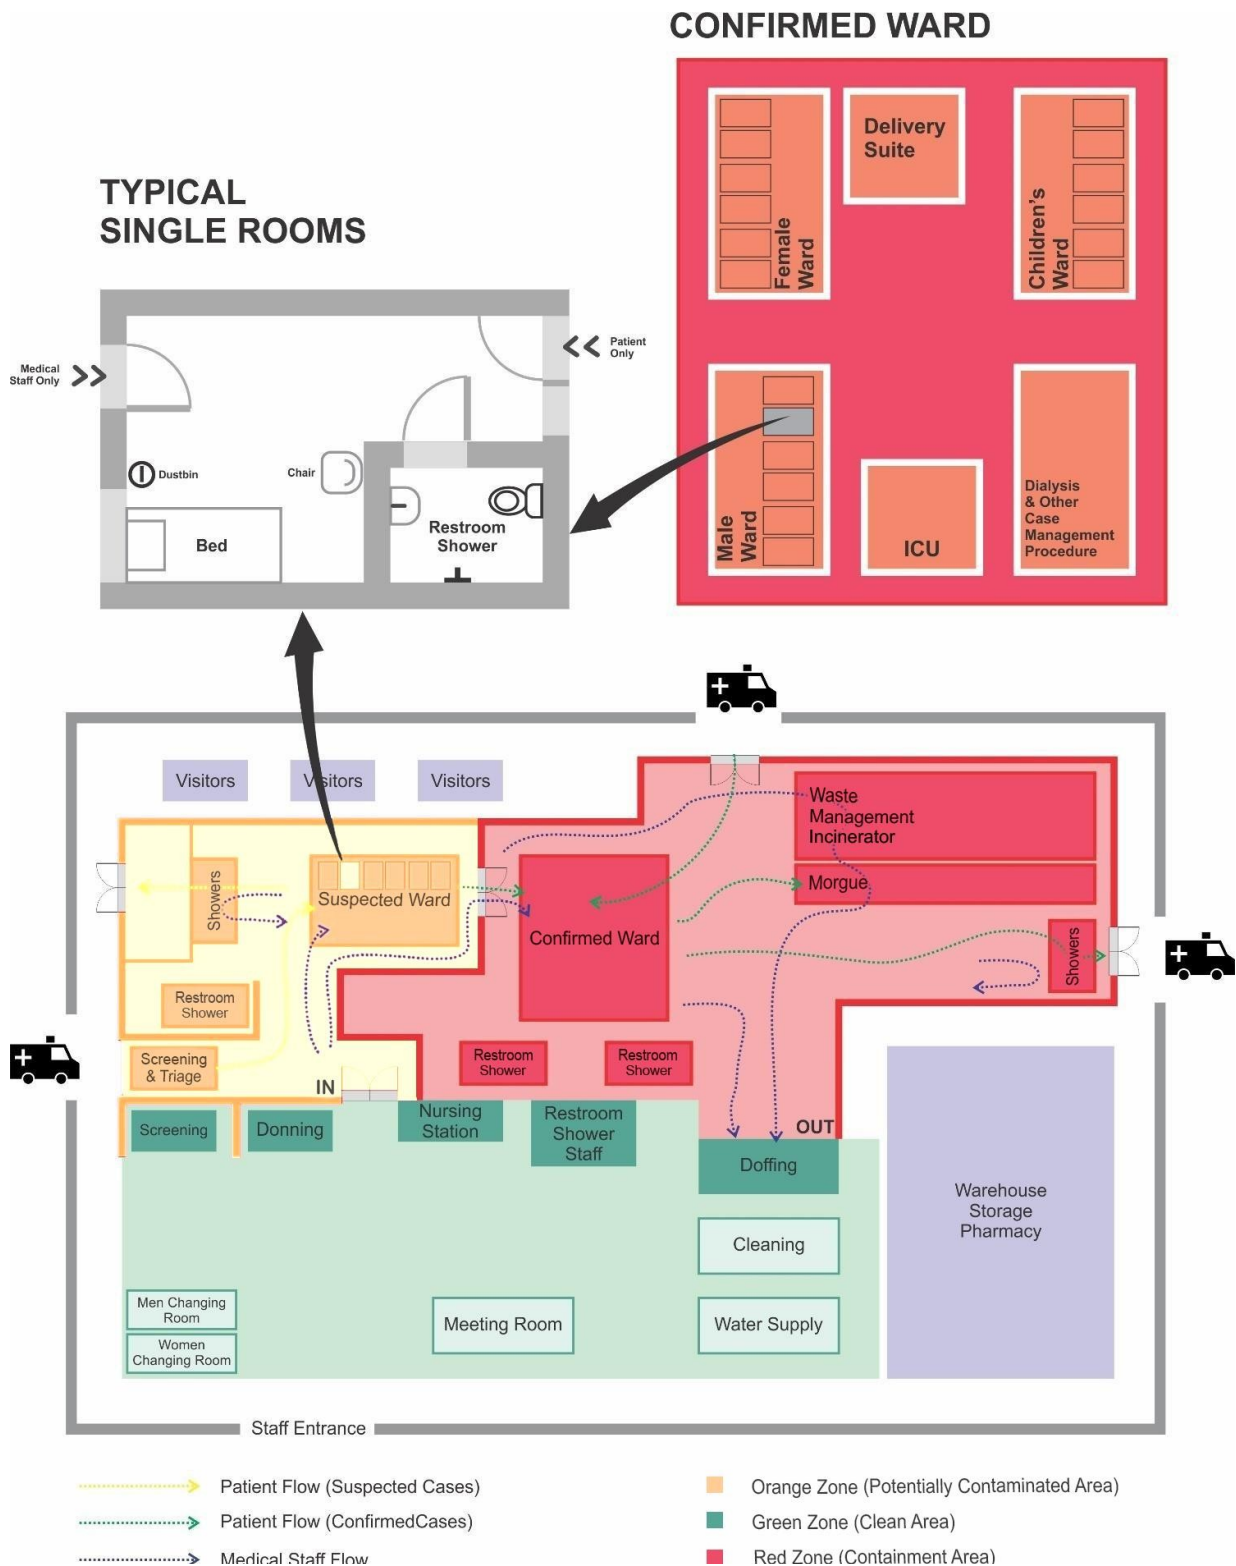 CONFIRMED WARD
Delivery
Suite
Female
Ward
Children's
Ward
Male
Ward
ICU
Dialysis
& Other
Case
Management
Procedure
TYPICAL
SINGLE ROOMS
Medical
Staff Only
Patient
Only
Dustbin
Chair
Bed
Restroom
Shower
Visitors
Visitors
Visitors
Showers
Suspected Ward
Restroom
Shower
Screening
& Triage
IN
Confirmed Ward
Waste
Management
Incinerator
Morgue
Showers
Restroom
Shower
Restroom
Shower
OUT
Screening
Donning
Nursing
Station
Restroom
Shower
Staff
Doffing
Cleaning
Water Supply
Meeting Room
Men Changing
Room
Women
Changing Room
Warehouse
Storage
Pharmacy
Staff Entrance
Patient Flow (Suspected Cases)
Patient Flow (ConfirmedCases)
Medical Staff Flow
Orange Zone (Potentially Contaminated Area)
Green Zone (Clean Area)
Red Zone (Containment Area)